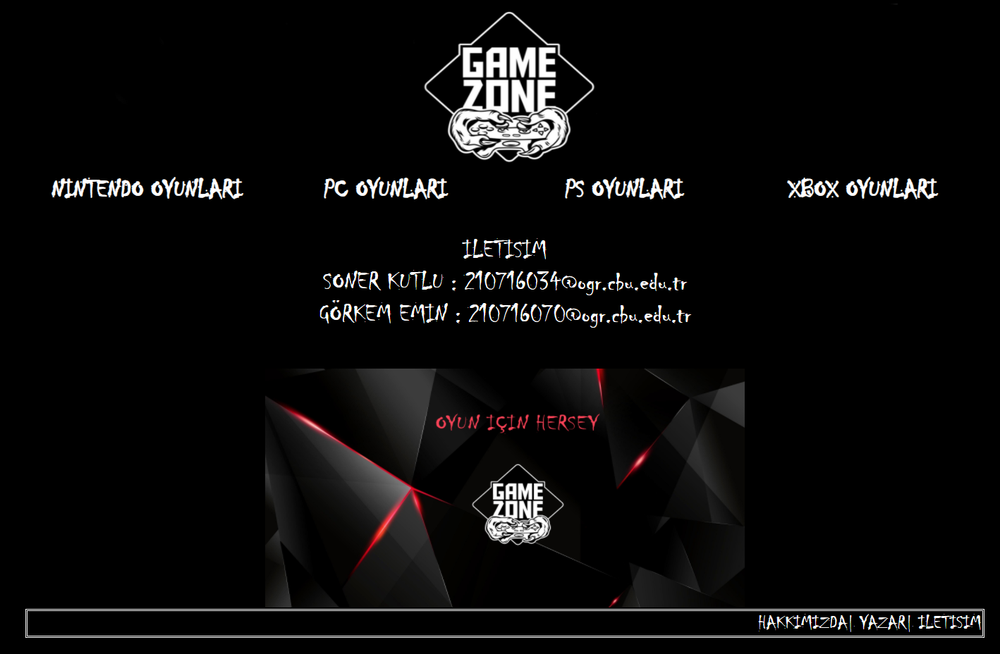 GAME
ZONE
NINTENDO OYUNLARI PC OYUNLARI PS OYUNLARI XBOX OYUNLARI
ILETISIM
SONER KUTLU : 210716034@ogr.cbu.edu.tr
GÖRKEM EMIN : 210716070@ogr.cbu.edu.tr
OYUN IÇIN HERSEY
GAME
ZONE
HAKKIMIZDA| YAZAR| ILETISIM